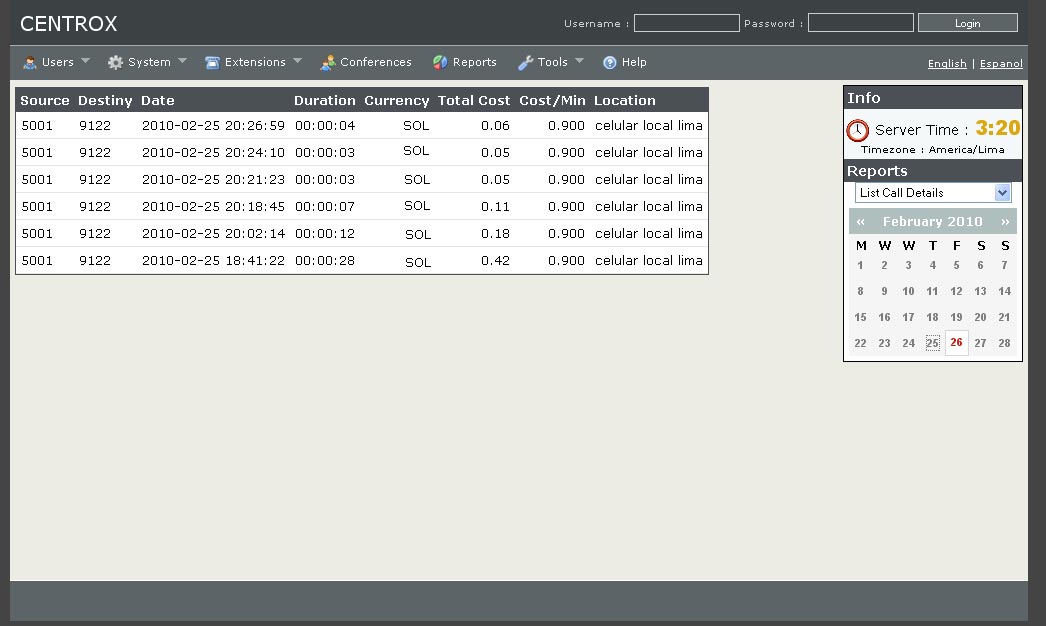 CENTROX
Username :
Password :
Login
Users System Extensions Conferences Reports Tools Help
English | Espanol
Source Destiny Date Duration Currency Total Cost Cost/Min Location
5001 9122 2010-02-25 20:26:59 00:00:04 SOL 0.06 0.900 celular local lima
5001 9122 2010-02-25 20:24:10 00:00:03 SOL 0.05 0.900 celular local lima
5001 9122 2010-02-25 20:21:23 00:00:03 SOL 0.05 0.900 celular local lima
5001 9122 2010-02-25 20:18:45 00:00:07 SOL 0.11 0.900 celular local lima
5001 9122 2010-02-25 20:02:14 00:00:12 SOL 0.18 0.900 celular local lima
5001 9122 2010-02-25 18:41:22 00:00:28 SOL 0.42 0.900 celular local lima
Info
Server Time : 3:20
Timezone : America/Lima
Reports
List Call Details
« February 2010 »
M W W T F S S
1 2 3 4 5 6 7
8 9 10 11 12 13 14
15 16 17 18 19 20 21
22 23 24 25 26 27 28